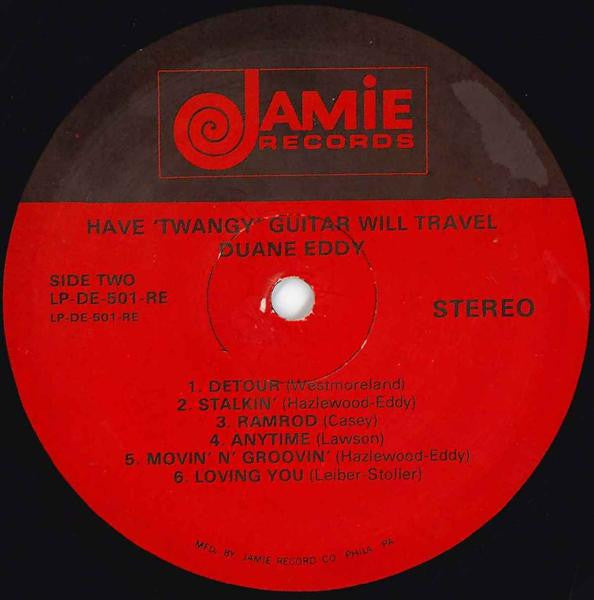 JAMiE
RECORDS
HAVE 'TWANGY' GUITAR WILL TRAVEL
DUANE EDDY
SIDE TWO
LP-DE-501-RE
LP-DE-501-RE
STEREO
1. DETOUR (Westmoreland)
2. STALKIN' (Hazlewood-Eddy)
3. RAMROD (Casey)
4. ANYTIME (Lawson)
5. MOVIN' N' GROOVIN' (Hazlewood-Eddy)
6. LOVING YOU (Leiber-Stoller)
MFD. BY JAMIE RECORD CO. PHILA. PA.